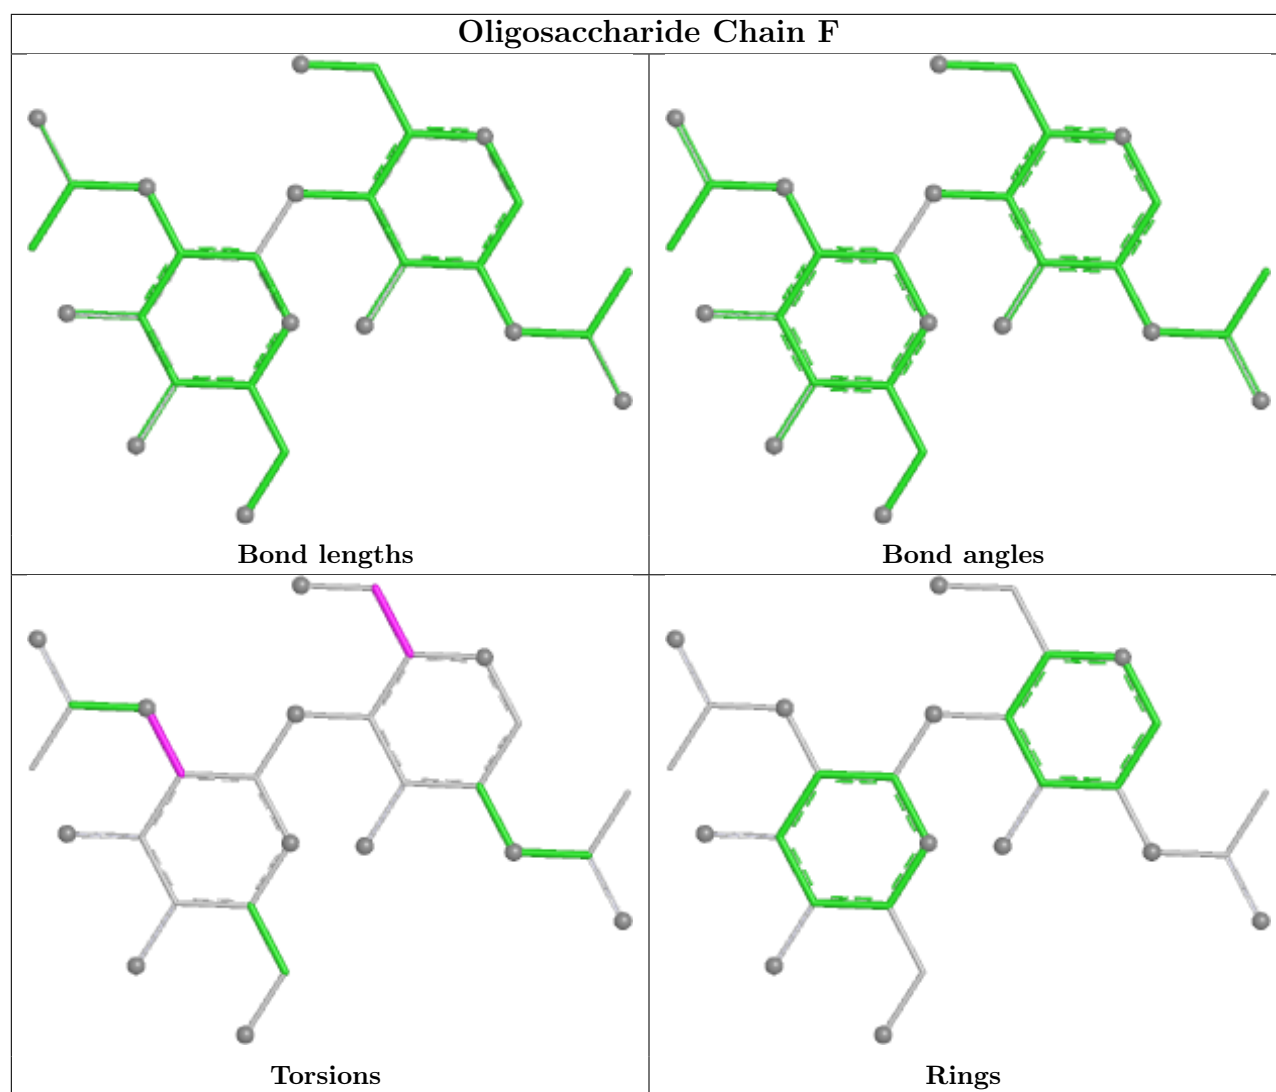 Oligosaccharide Chain F
Bond lengths
Bond angles
Torsions
Rings